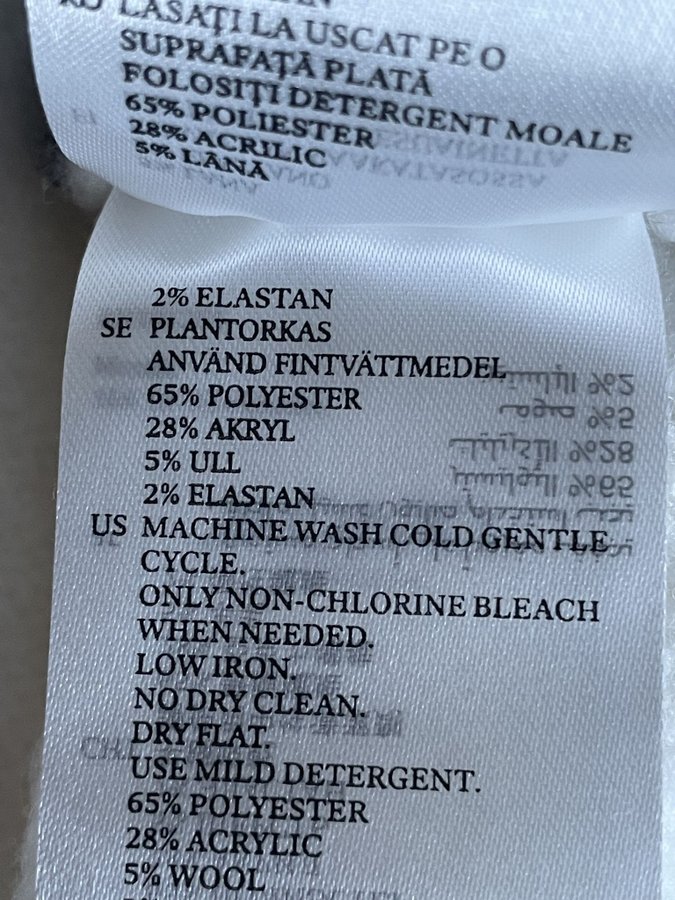 LĂSAȚI LA USCAT PE O
SUPRAFAȚĂ PLATĂ
FOLOSIȚI DETERGENT MOALE
65% POLIESTER
28% ACRILIC
5% LÂNĂ
2% ELASTAN
SE PLANTORKAS
ANVÄND FINTVÄTTMEDEL
65% POLYESTER
28% AKRYL
5% ULL
2% ELASTAN
US MACHINE WASH COLD GENTLE
CYCLE.
ONLY NON-CHLORINE BLEACH
WHEN NEEDED.
LOW IRON.
NO DRY CLEAN.
DRY FLAT.
USE MILD DETERGENT.
65% POLYESTER
28% ACRYLIC
5% WOOL